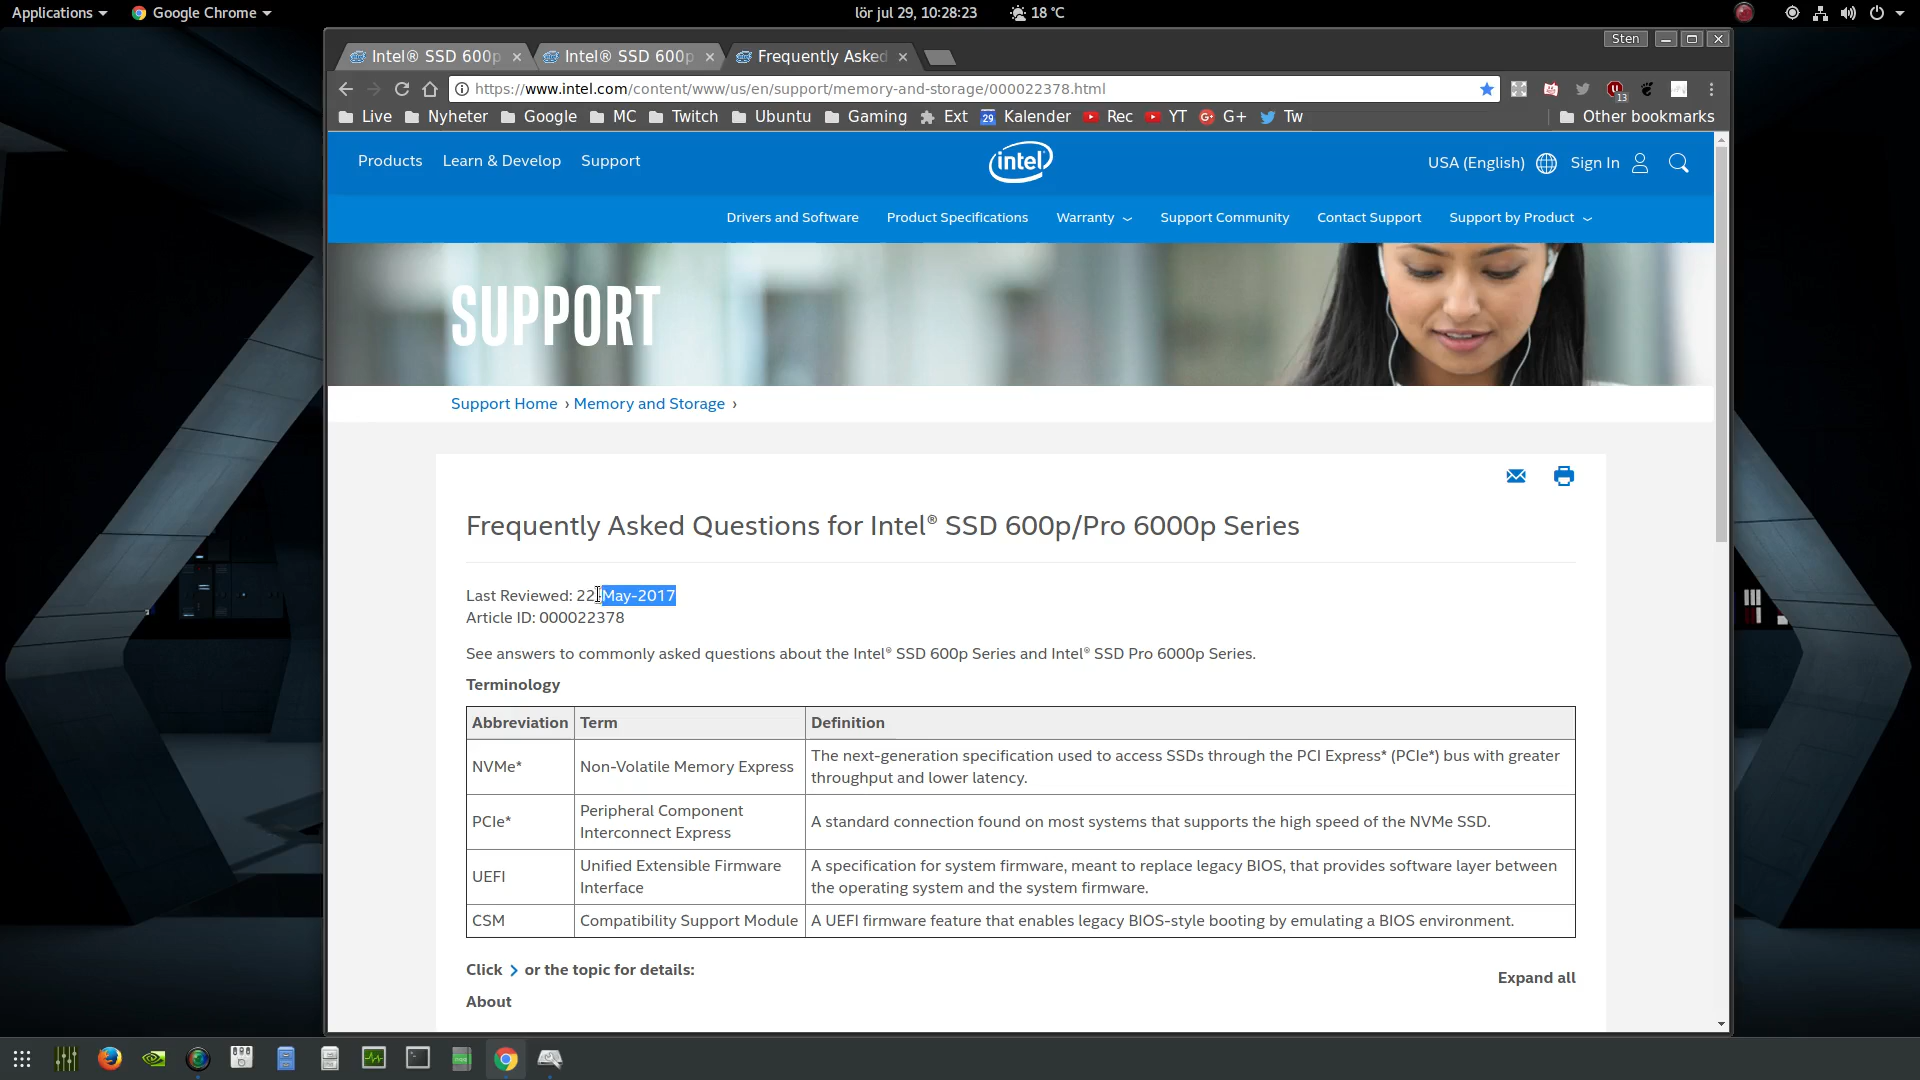 Applications Google Chrome lör jul 29, 10:28:23 18 °C
Sten
Intel® SSD 600p Intel® SSD 600p Frequently Asked
https://www.intel.com/content/www/us/en/support/memory-and-storage/000022378.html 13
Live Nyheter Google MC Twitch Ubuntu Gaming Ext 29 Kalender Rec YT G+ Tw Other bookmarks
Products Learn & Develop Support intel USA (English) Sign In
Drivers and Software Product Specifications Warranty Support Community Contact Support Support by Product
SUPPORT
Support Home › Memory and Storage ›
Frequently Asked Questions for Intel® SSD 600p/Pro 6000p Series
Last Reviewed: 22-May-2017
Article ID: 000022378
See answers to commonly asked questions about the Intel® SSD 600p Series and Intel® SSD Pro 6000p Series.
Terminology
Abbreviation Term Definition
NVMe* Non-Volatile Memory Express The next-generation specification used to access SSDs through the PCI Express* (PCIe*) bus with greater
throughput and lower latency.
PCIe* Peripheral Component
Interconnect Express
A standard connection found on most systems that supports the high speed of the NVMe SSD.
UEFI Unified Extensible Firmware
Interface
A specification for system firmware, meant to replace legacy BIOS, that provides software layer between
the operating system and the system firmware.
CSM Compatibility Support Module A UEFI firmware feature that enables legacy BIOS-style booting by emulating a BIOS environment.
Click > or the topic for details:
Expand all
About